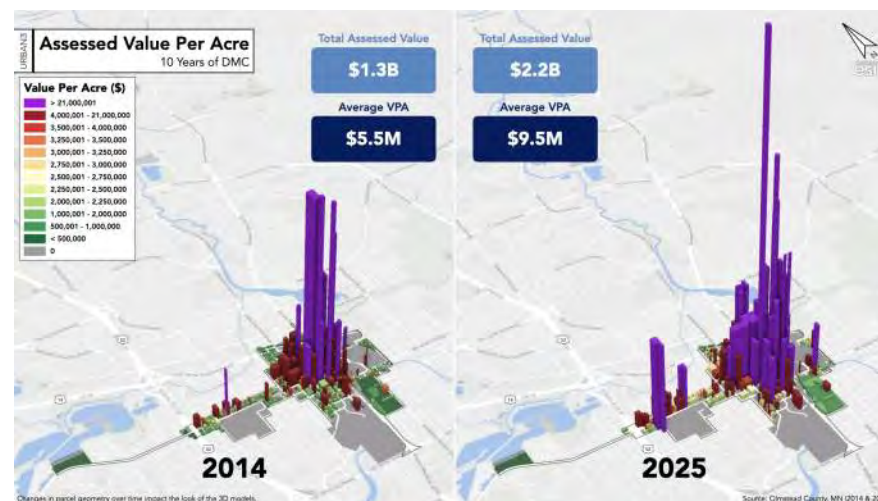 URBAN3
Assessed Value Per Acre
10 Years of DMC
Value Per Acre ($)
> 21,000,001
4,000,001 - 21,000,000
3,500,001 - 4,000,000
3,250,001 - 3,500,000
3,000,001 - 3,250,000
2,750,001 - 3,000,000
2,500,001 - 2,750,000
2,250,001 - 2,500,000
2,000,001 - 2,250,000
1,000,001 - 2,000,000
500,001 - 1,000,000
< 500,000
0
Total Assessed Value
$1.3B
Average VPA
$5.5M
2014
Changes in parcel geometry over time impact the look of the 3D models.
Total Assessed Value
$2.2B
Average VPA
$9.5M
2025
Source: Olmstead County, MN (2014 & 2